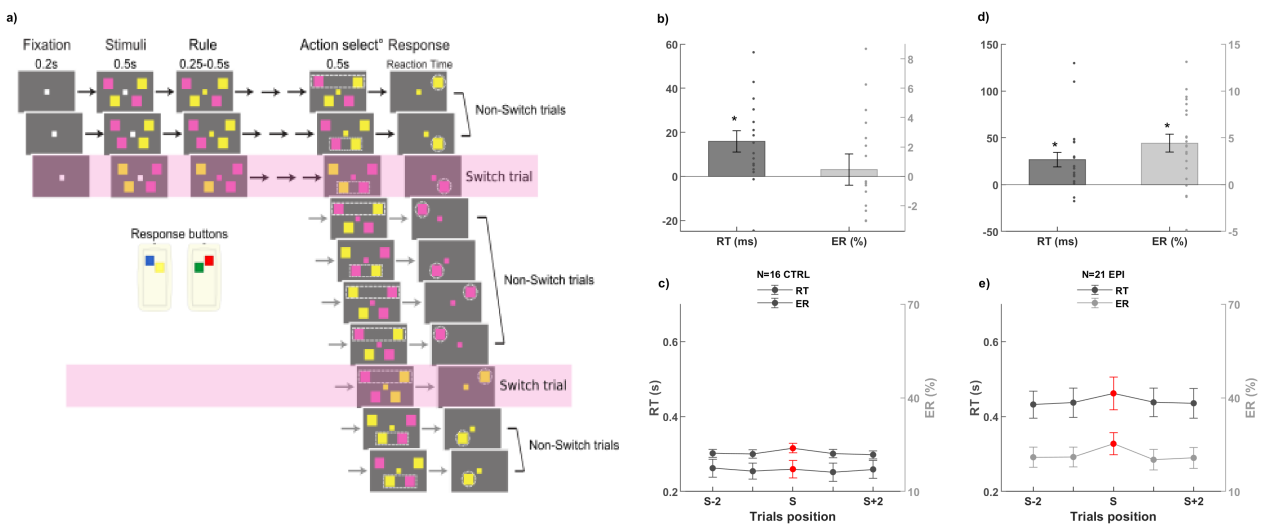 a)
Fixation Stimuli Rule Action select° Response
0.2s 0.5s 0.25-0.5s 0.5s Reaction Time
Non-Switch trials
Switch trial
Response buttons
Non-Switch trials
Switch trial
Non-Switch trials
b)
60
40
20
0
-20
8
6
4
2
0
-2
*
RT (ms) ER (%)
d)
150
100
50
0
-50
15
10
5
0
-5
*
*
RT (ms) ER (%)
c)
N=16 CTRL
RT
ER
0.6
0.4
0.2
RT (s)
70
40
10
ER (%)
S-2 S S+2
Trials position
e)
N=21 EPI
RT
ER
0.6
0.4
0.2
RT (s)
70
40
10
ER (%)
S-2 S S+2
Trials position